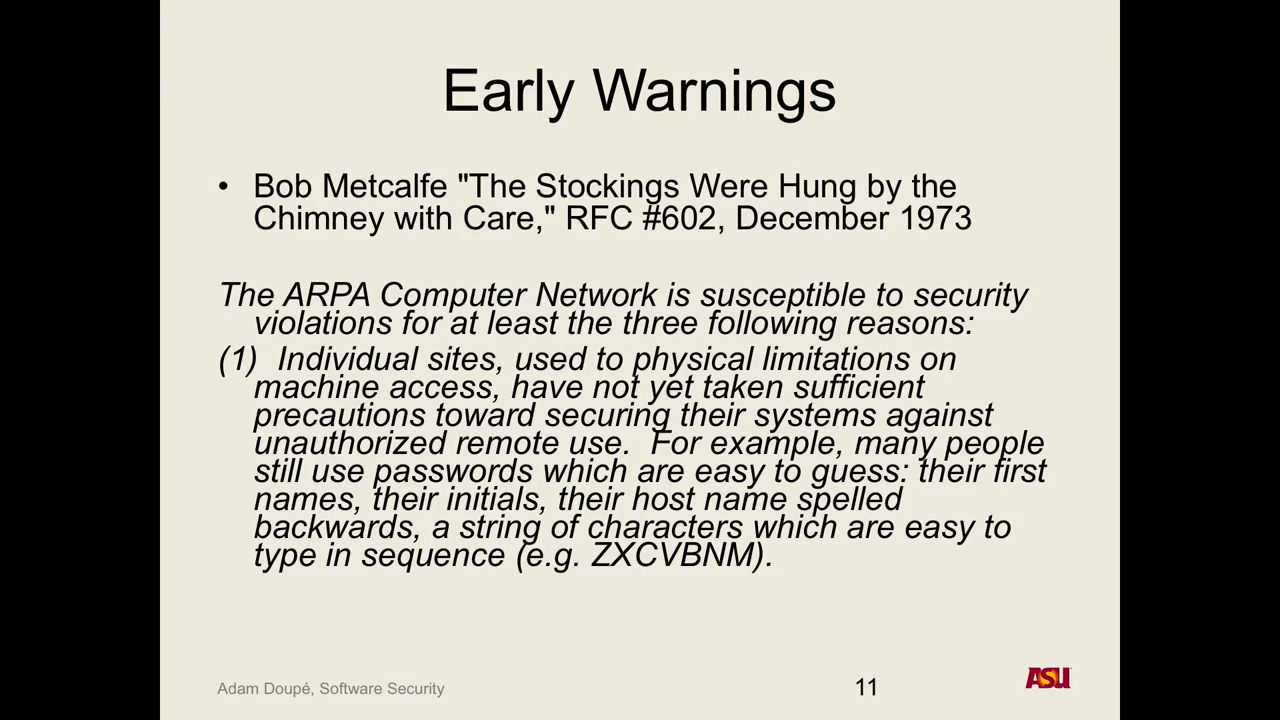 Early Warnings
• Bob Metcalfe "The Stockings Were Hung by the
Chimney with Care," RFC #602, December 1973
The ARPA Computer Network is susceptible to security
violations for at least the three following reasons:
(1)  Individual sites, used to physical limitations on
machine access, have not yet taken sufficient
precautions toward securing their systems against
unauthorized remote use.  For example, many people
still use passwords which are easy to guess: their first
names, their initials, their host name spelled
backwards, a string of characters which are easy to
type in sequence (e.g. ZXCVBNM).
Adam Doupé, Software Security
11
ASU